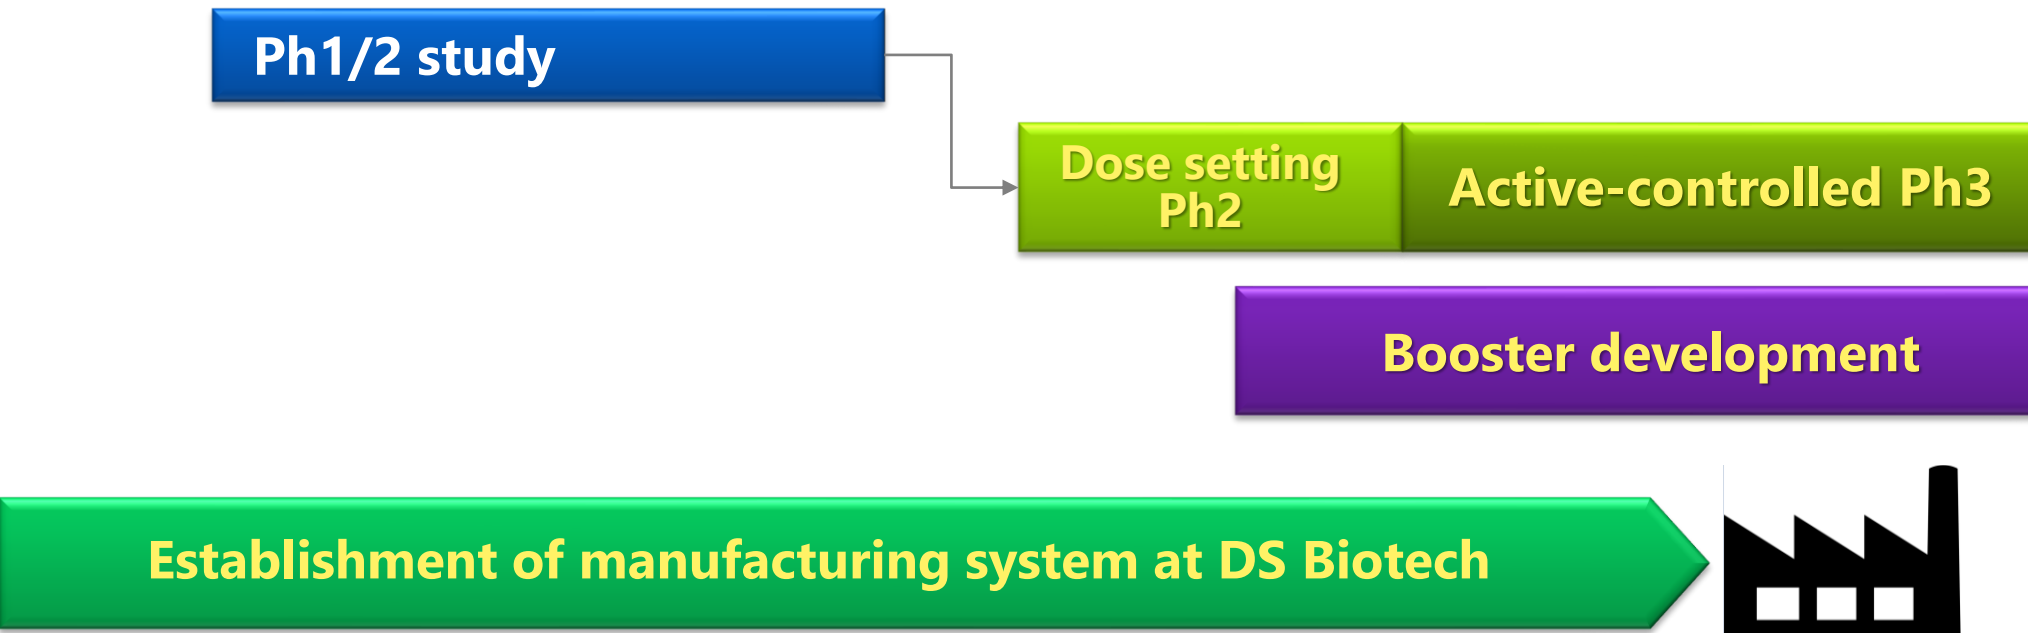 Ph1/2 study
Dose setting
Ph2
Active-controlled Ph3
Booster development
Establishment of manufacturing system at DS Biotech